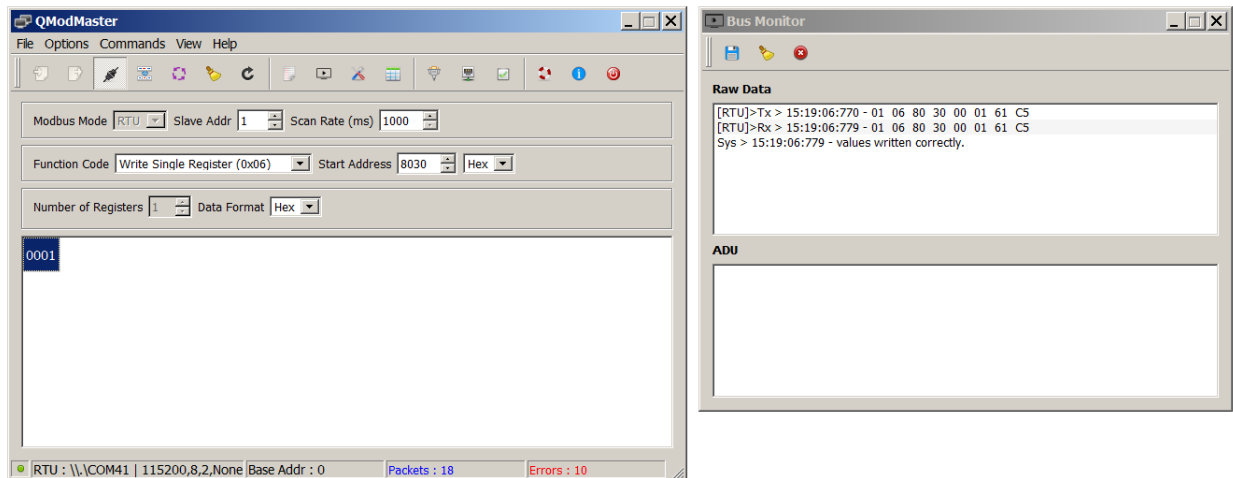 QModMaster
File Options Commands View Help
Modbus Mode RTU Slave Addr 1 Scan Rate (ms) 1000
Function Code Write Single Register (0x06) Start Address 8030 Hex
Number of Registers 1 Data Format Hex
0001
RTU : \\.\COM41 | 115200,8,2,None Base Addr : 0 Packets : 18 Errors : 10
Bus Monitor
Raw Data
[RTU]>Tx > 15:19:06:770 - 01 06 80 30 00 01 61 C5
[RTU]>Rx > 15:19:06:779 - 01 06 80 30 00 01 61 C5
Sys > 15:19:06:779 - values written correctly.
ADU